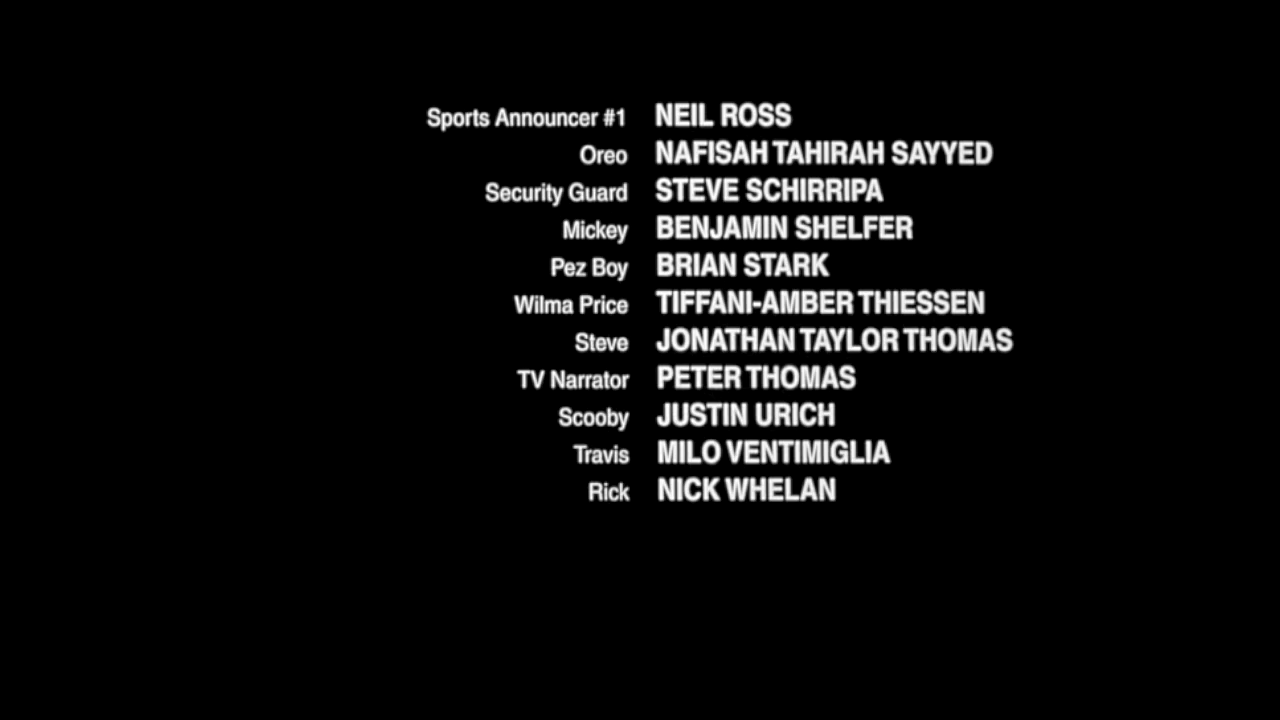 Sports Announcer #1 NEIL ROSS
Oreo NAFISAH TAHIRAH SAYYED
Security Guard STEVE SCHIRRIPA
Mickey BENJAMIN SHELFER
Pez Boy BRIAN STARK
Wilma Price TIFFANI-AMBER THIESSEN
Steve JONATHAN TAYLOR THOMAS
TV Narrator PETER THOMAS
Scooby JUSTIN URICH
Travis MILO VENTIMIGLIA
Rick NICK WHELAN